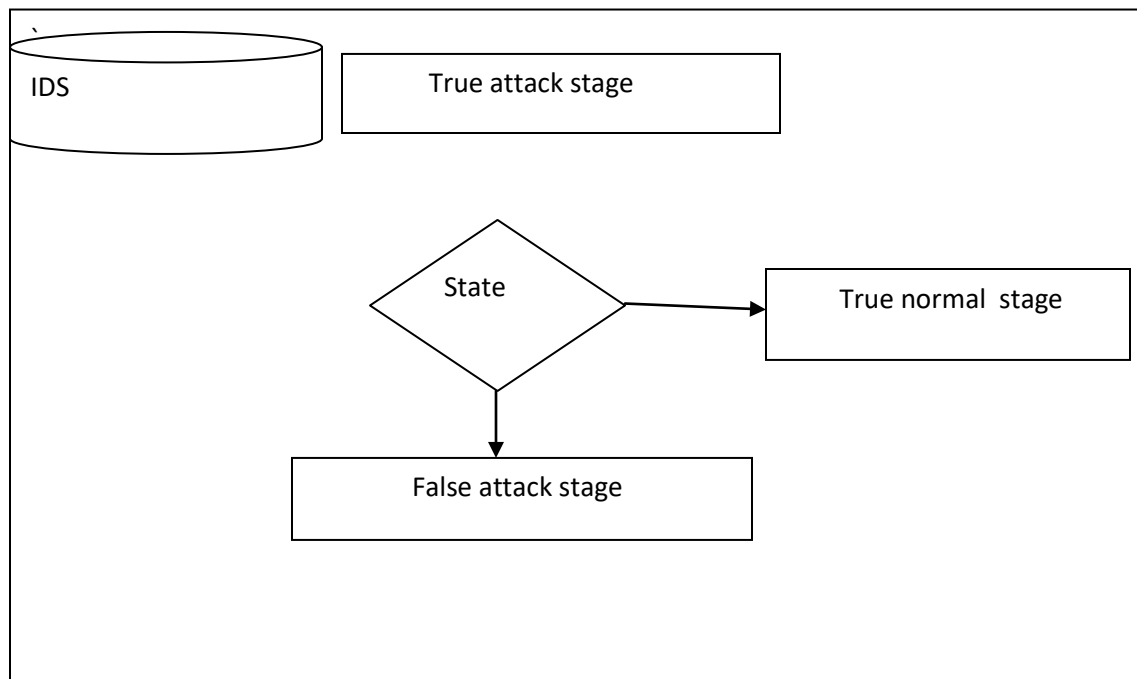 `
IDS
True attack stage
State
True normal  stage
False attack stage